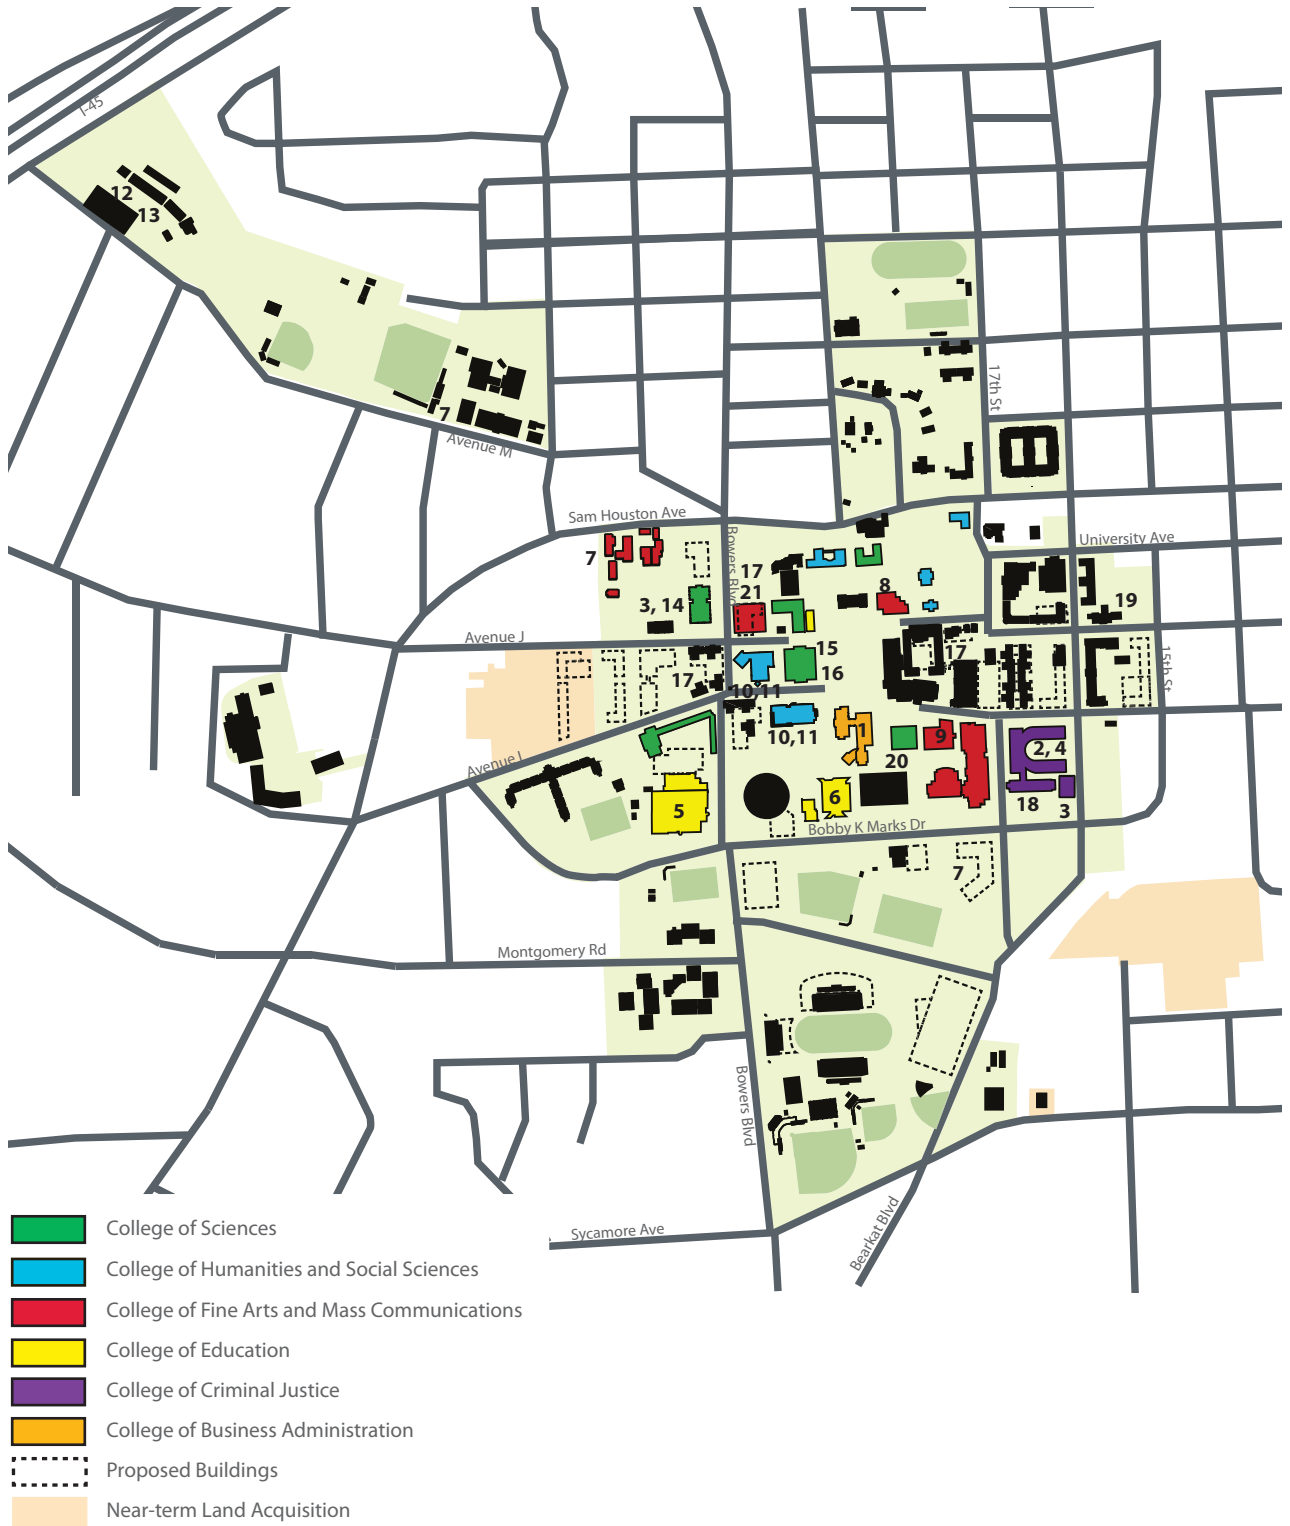 I-45
12
13
17th St
7
Avenue M
Sam Houston Ave
Bowers Blvd
University Ave
7
17
21
8
3, 14
19
Avenue J
15
17
15th St
16
17
10,11
10,11
1
9
2, 4
20
Avenue I
6
18
5
3
Bobby K Marks Dr
7
Montgomery Rd
Bowers Blvd
Sycamore Ave
Bearkat Blvd
College of Sciences
College of Humanities and Social Sciences
College of Fine Arts and Mass Communications
College of Education
College of Criminal Justice
College of Business Administration
Proposed Buildings
Near-term Land Acquisition